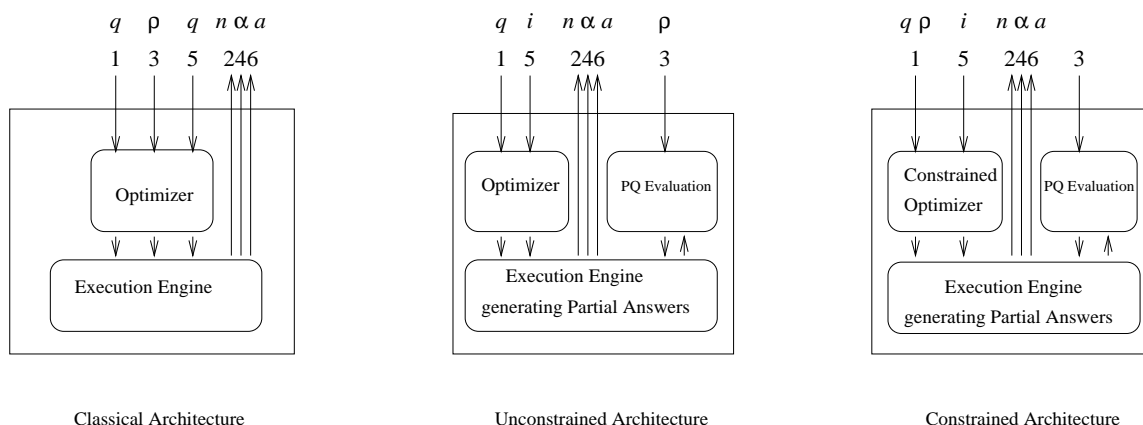 q ρ q n α a
1 3 5 246
Optimizer
Execution Engine
Classical Architecture
q i n α a ρ
1 5 246 3
Optimizer
PQ Evaluation
Execution Engine
generating Partial Answers
Unconstrained Architecture
q ρ i n α a
1 5 246 3
Constrained
Optimizer
PQ Evaluation
Execution Engine
generating Partial Answers
Constrained Architecture